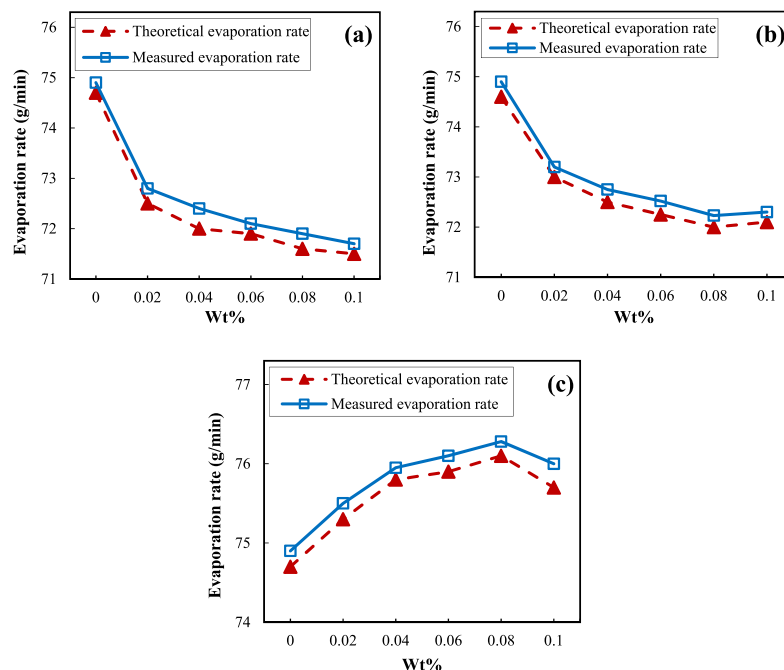 Theoretical evaporation rate
Measured evaporation rate
(a)
Evaporation rate (g/min)
76
75
74
73
72
71
0 0.02 0.04 0.06 0.08 0.1
Wt%
Theoretical evaporation rate
Measured evaporation rate
(b)
Evaporation rate (g/min)
76
75
74
73
72
71
0 0.02 0.04 0.06 0.08 0.1
Wt%
Theoretical evaporation rate
Measured evaporation rate
(c)
Evaporation rate (g/min)
77
76
75
74
0 0.02 0.04 0.06 0.08 0.1
Wt%